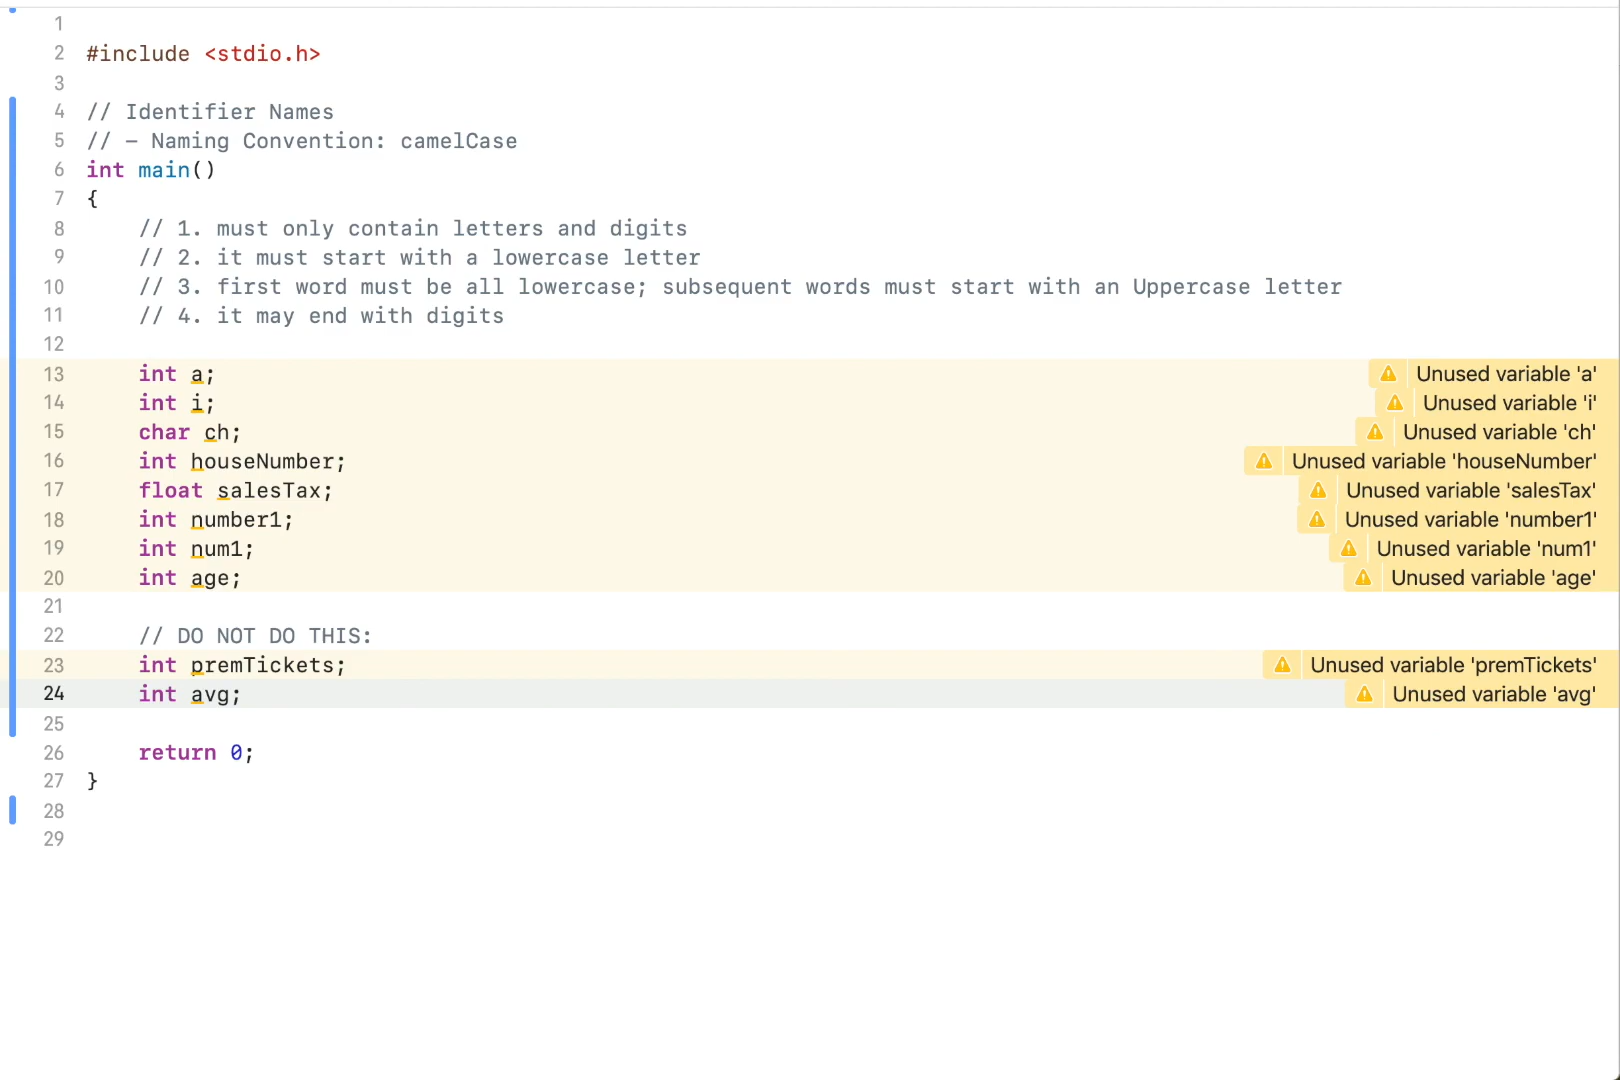 1
2 #include <stdio.h>
3
4 // Identifier Names
5 // – Naming Convention: camelCase
6 int main()
7 {
8 // 1. must only contain letters and digits
9 // 2. it must start with a lowercase letter
10 // 3. first word must be all lowercase; subsequent words must start with an Uppercase letter
11 // 4. it may end with digits
12
13 int a; Unused variable 'a'
14 int i; Unused variable 'i'
15 char ch; Unused variable 'ch'
16 int houseNumber; Unused variable 'houseNumber'
17 float salesTax; Unused variable 'salesTax'
18 int number1; Unused variable 'number1'
19 int num1; Unused variable 'num1'
20 int age; Unused variable 'age'
21
22 // DO NOT DO THIS:
23 int premTickets; Unused variable 'premTickets'
24 int avg; Unused variable 'avg'
25
26 return 0;
27 }
28
29